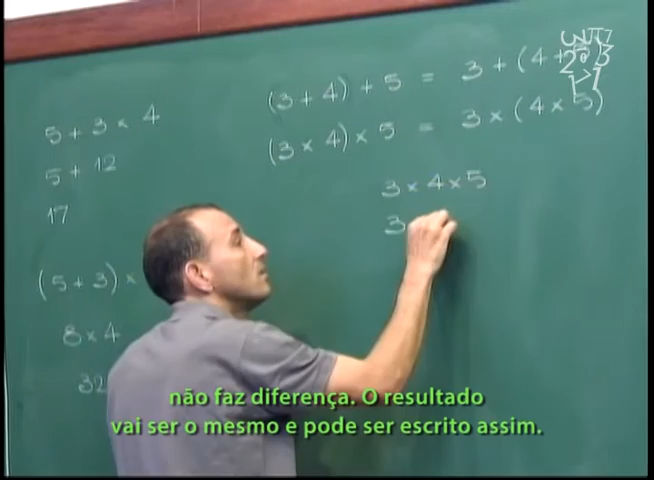 5 + 3 × 4
5 + 12
17
(5 + 3) ×
8 × 4
32
(3 + 4) + 5 = 3 + (4 +
(3 × 4) × 5 = 3 × (4 × 5)
3 × 4 × 5
3
não faz diferença. O resultado
vai ser o mesmo e pode ser escrito assim.